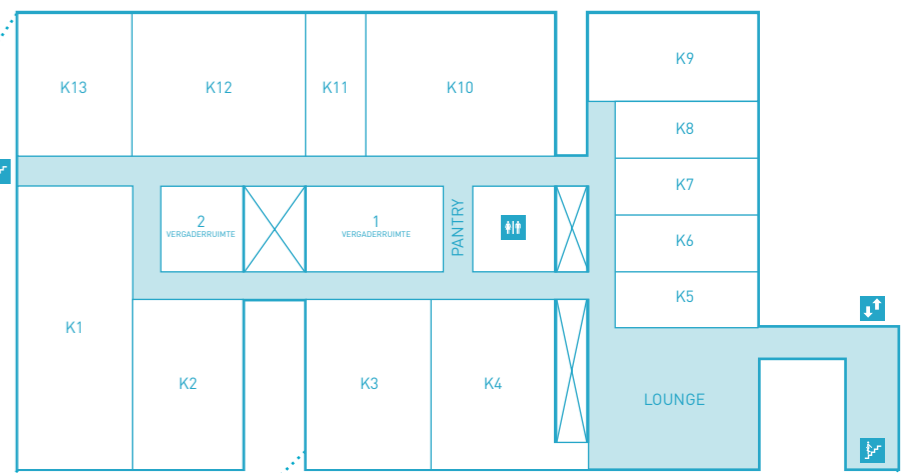 K13
K12
K11
K10
K9
K8
K7
K6
K5
2
VERGADERRUIMTE
1
VERGADERRUIMTE
PANTRY
K1
K2
K3
K4
LOUNGE